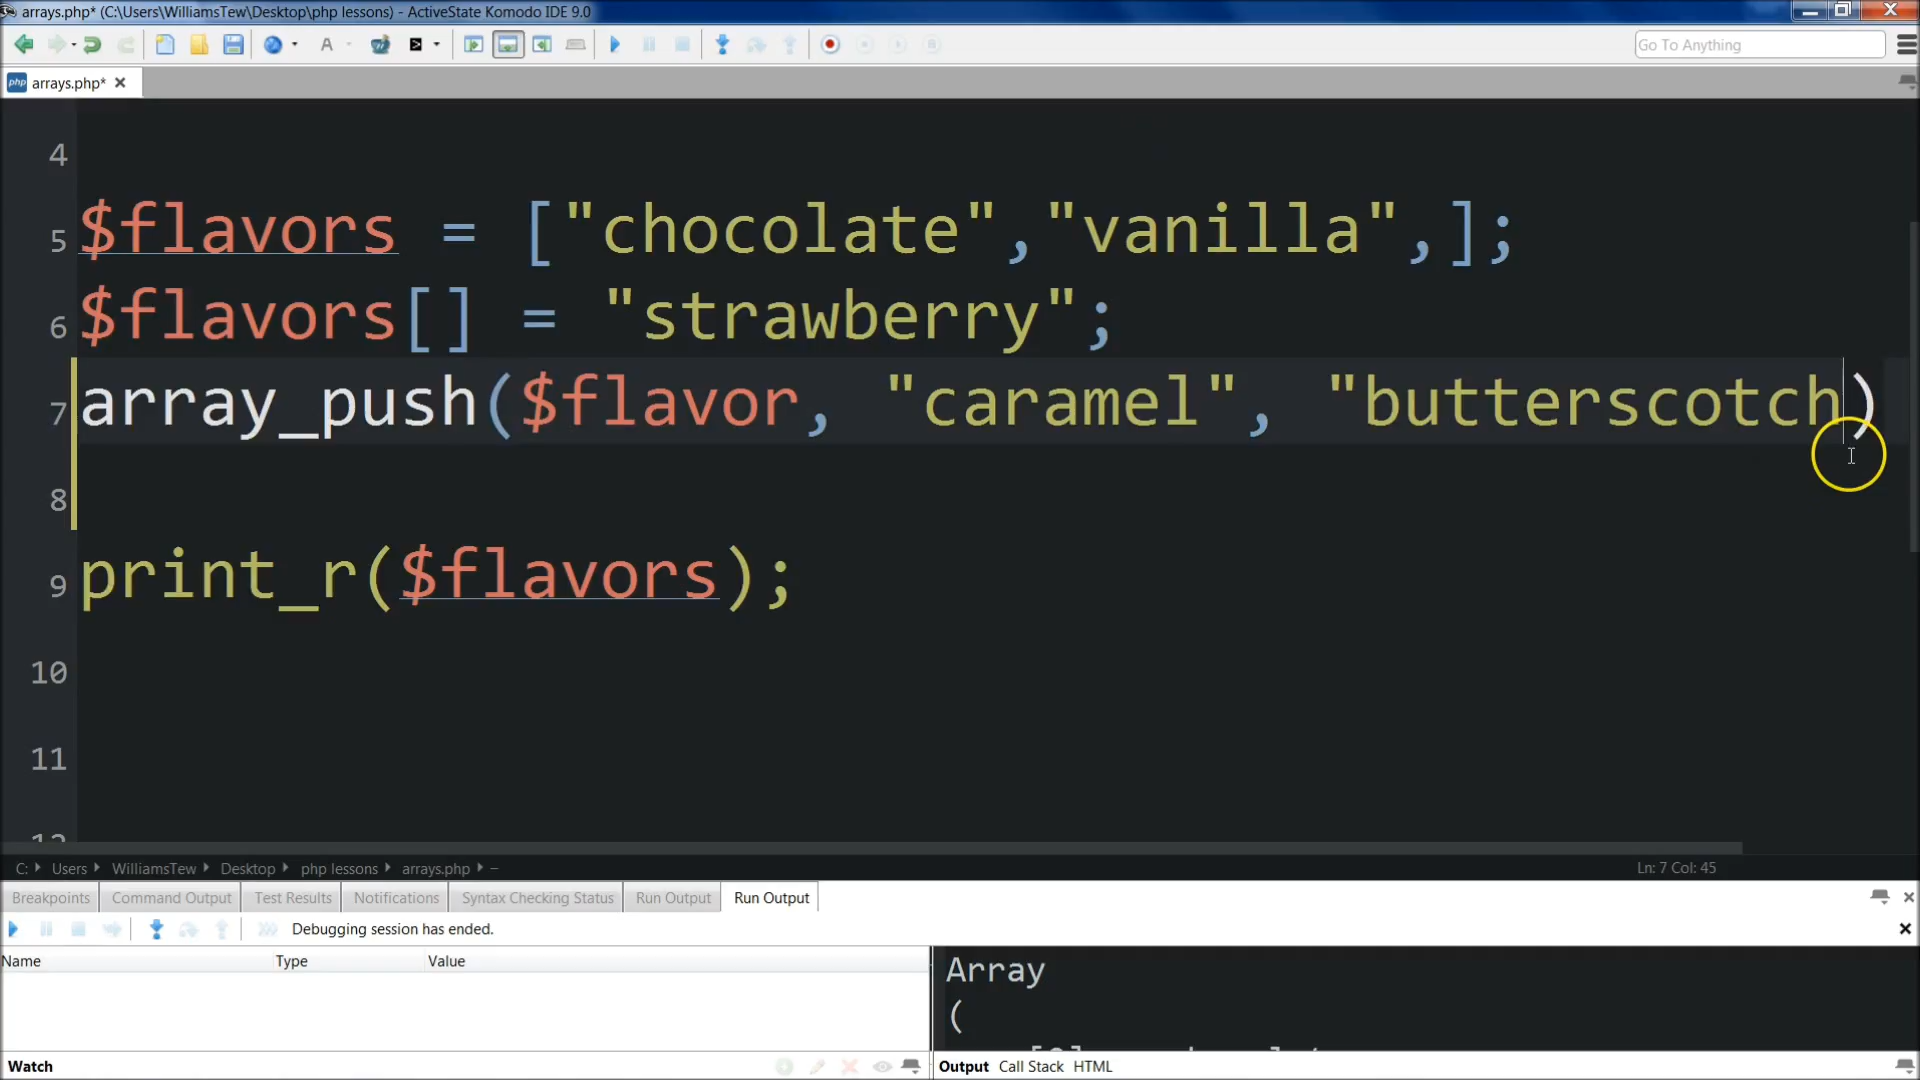 arrays.php* (C:\Users\WilliamsTew\Desktop\php lessons) - ActiveState Komodo IDE 9.0
Go To Anything
php arrays.php*
4
5 $flavors = ["chocolate","vanilla",];
6 $flavors[] = "strawberry";
7 array_push($flavor, "caramel", "butterscotch)
8
9 print_r($flavors);
10
11
C: Users WilliamsTew Desktop php lessons arrays.php – Ln: 7 Col: 45
Breakpoints Command Output Test Results Notifications Syntax Checking Status Run Output Run Output
Debugging session has ended.
Name Type Value
Array
(
Watch
Output Call Stack HTML